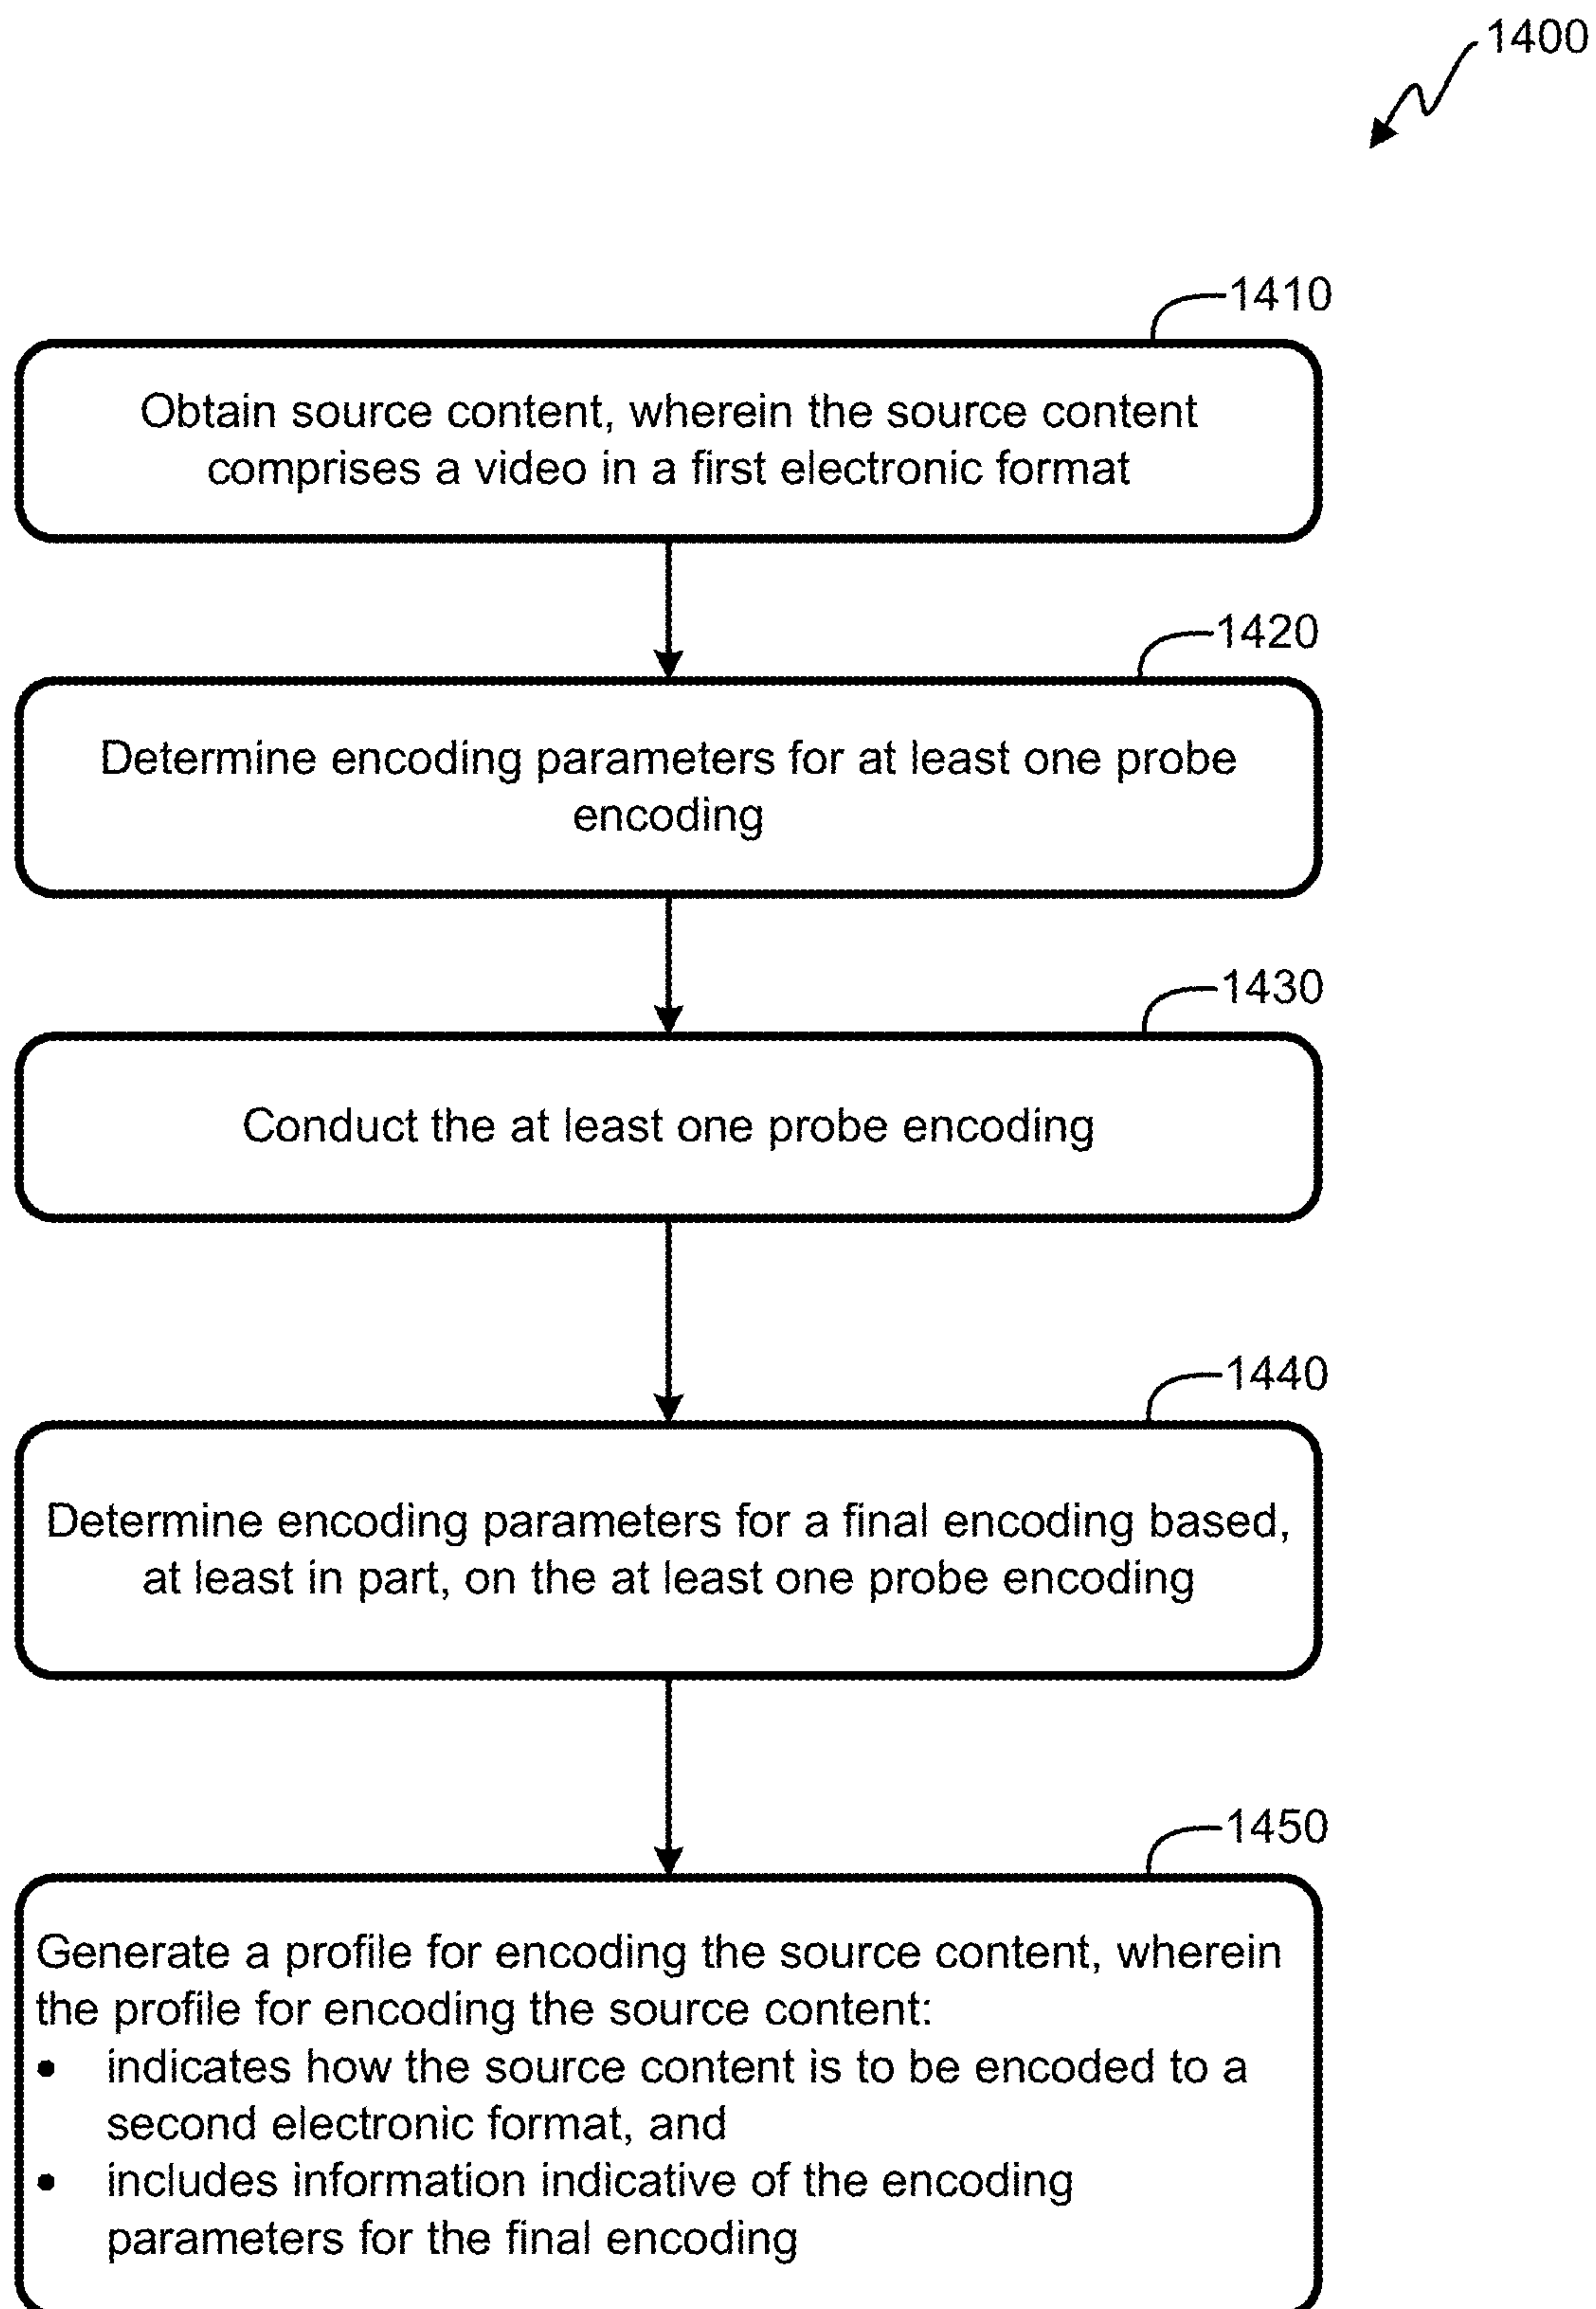 1400
1410
Obtain source content, wherein the source content
comprises a video in a first electronic format
1420
Determine encoding parameters for at least one probe
encoding
1430
Conduct the at least one probe encoding
1440
Determine encoding parameters for a final encoding based,
at least in part, on the at least one probe encoding
1450
Generate a profile for encoding the source content, wherein
the profile for encoding the source content:
• indicates how the source content is to be encoded to a
second electronic format, and
• includes information indicative of the encoding
parameters for the final encoding